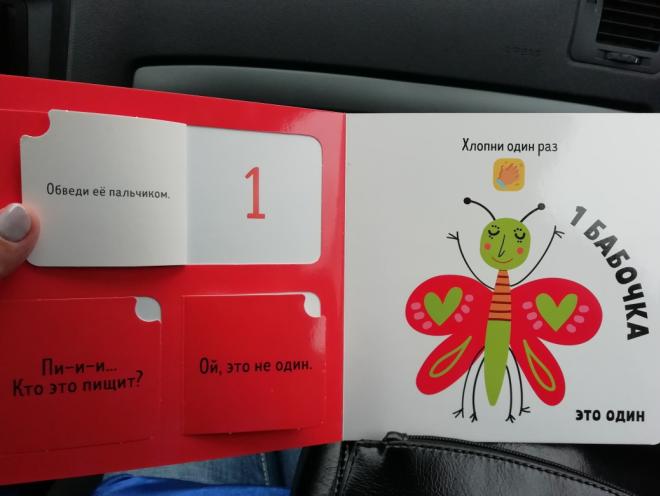 Обведи её пальчиком.
1
Пи-и-и...
Кто это пищит?
Ой, это не один.
Хлопни один раз
1 БАБОЧКА
это один